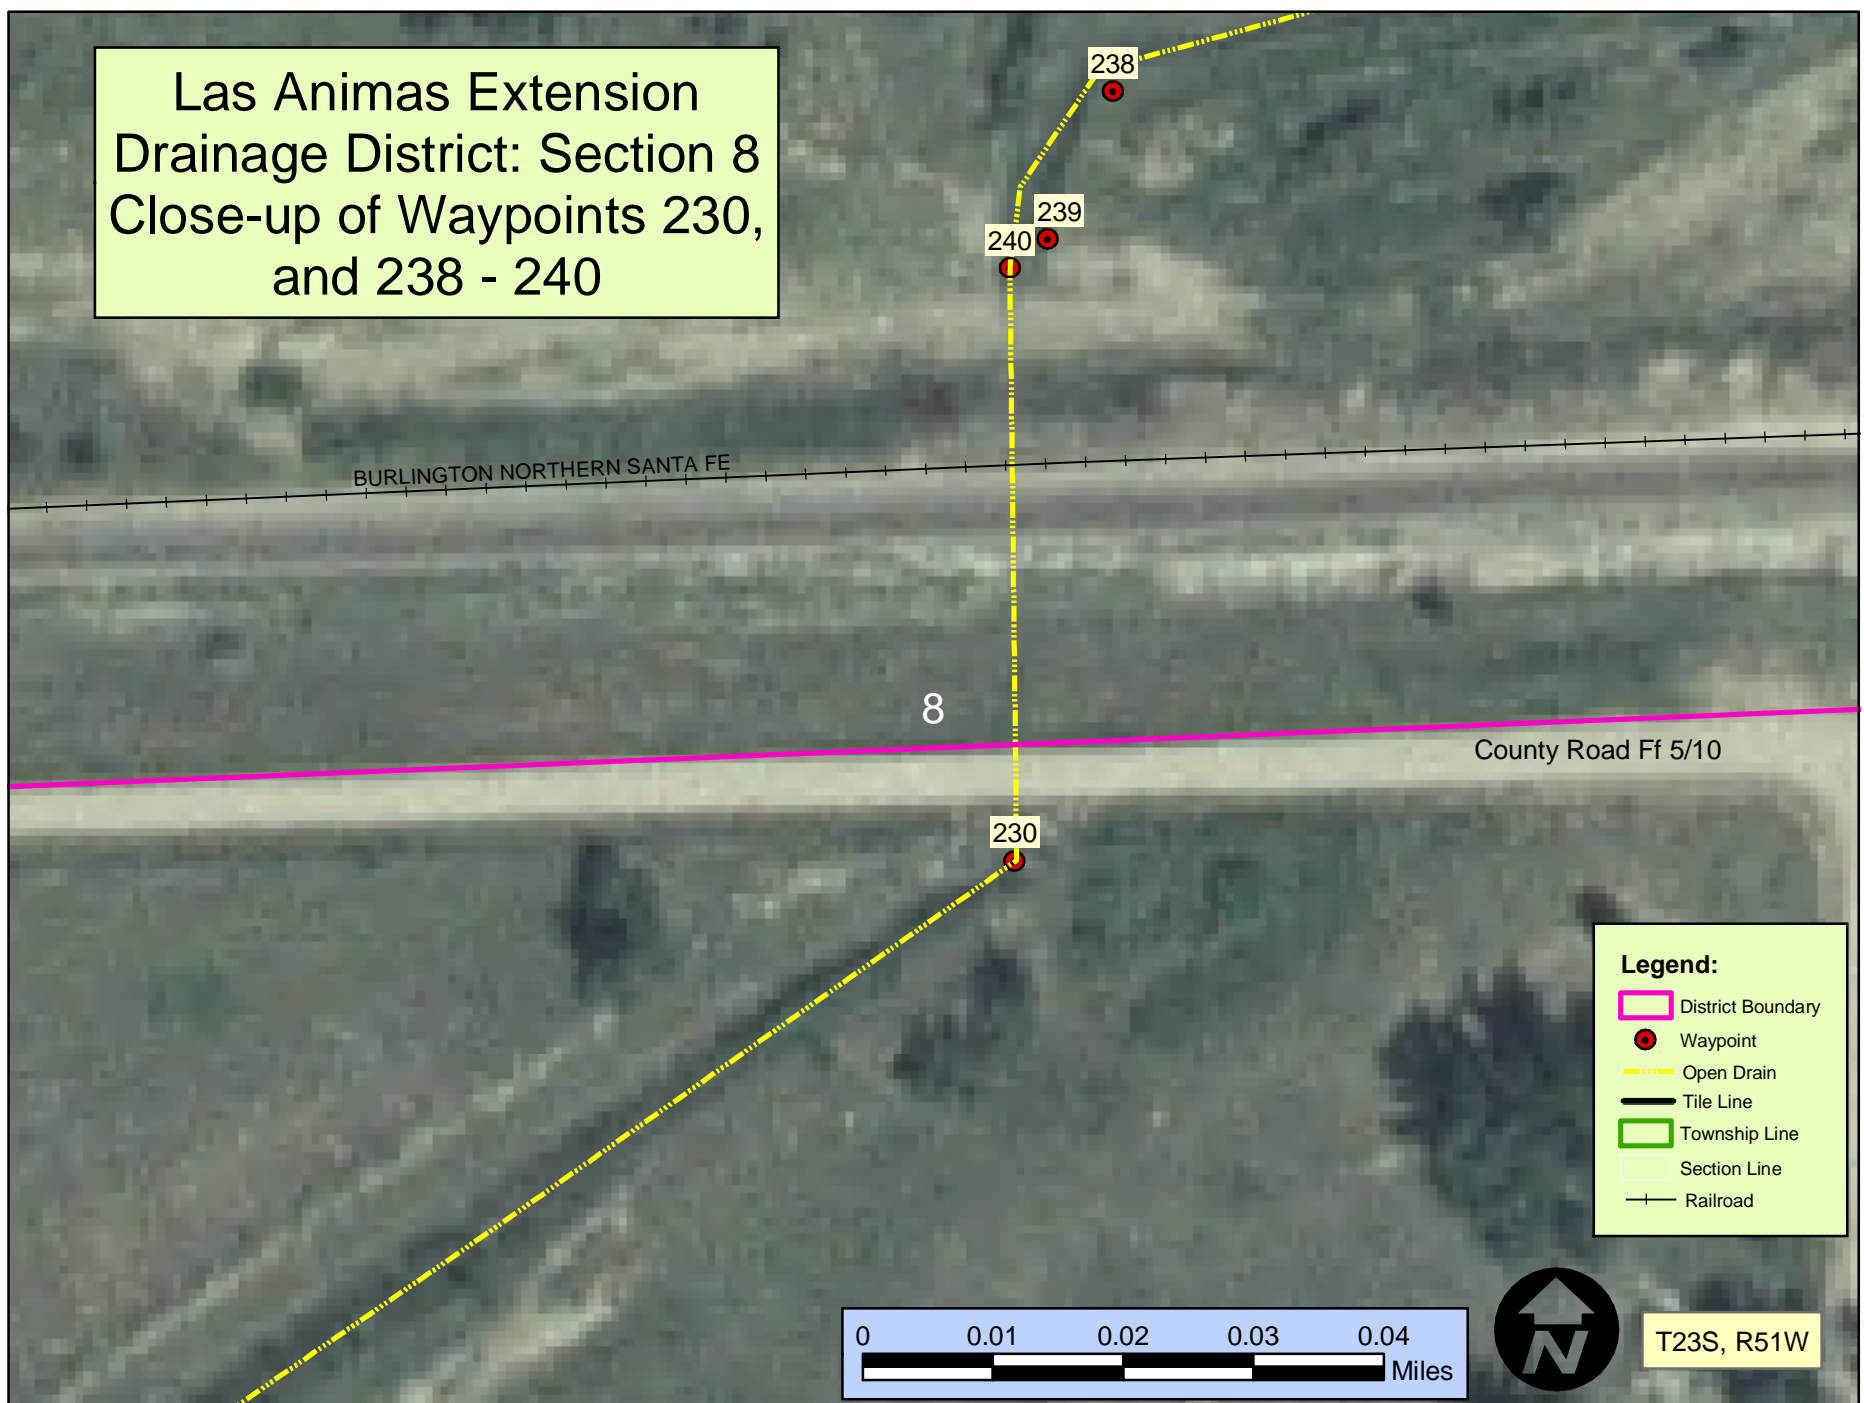 Las Animas Extension
Drainage District: Section 8
Close-up of Waypoints 230,
and 238 - 240
238
239
240
BURLINGTON NORTHERN SANTA FE
8
County Road Ff 5/10
230
Legend:
District Boundary
Waypoint
Open Drain
Tile Line
Township Line
Section Line
Railroad
0 0.01 0.02 0.03 0.04
Miles
N
T23S, R51W